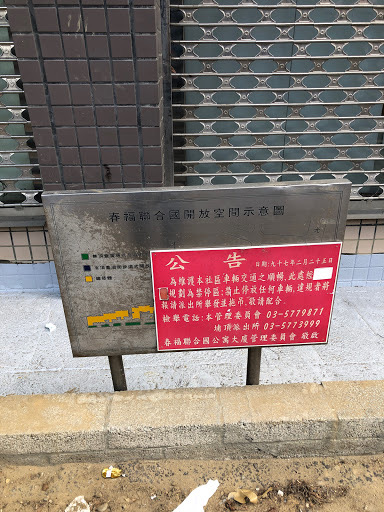 春福聯合國開放空間示意圖
公告
日期:九十七年二月二十五日
為維護本社區車輛交通之順暢,此處經
規劃為禁停區;禁止停放任何車輛,違規者將
報請派出所舉發逕拖吊,敬請配合。
檢舉電話:本管理委員會 03-5779871
埔頂派出所 03-5773999
春福聯合國公寓大廈管理委員會 敬啟